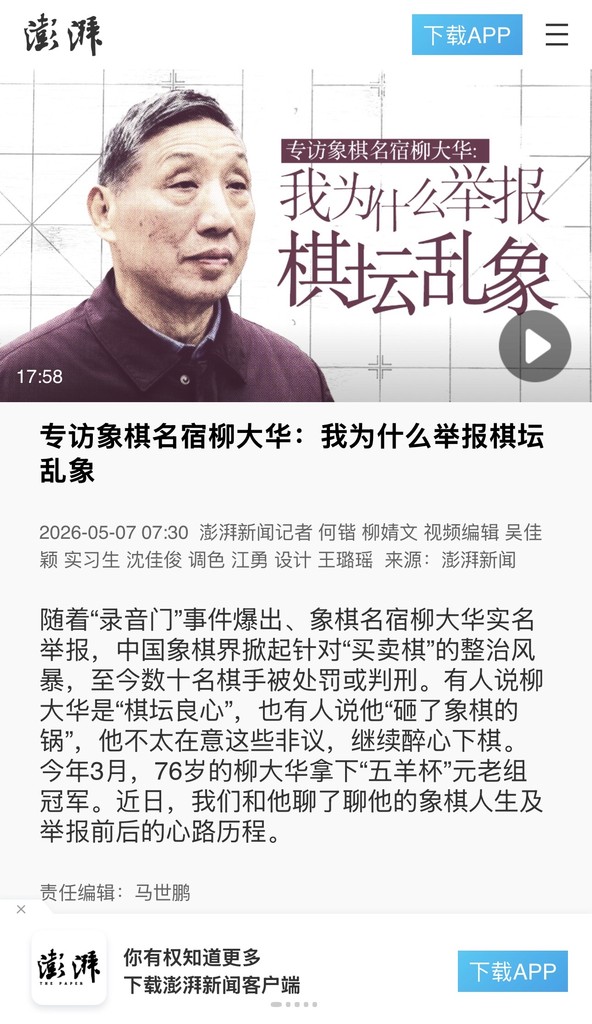 澎湃
下载APP
专访象棋名宿柳大华:
我为什么举报
棋坛乱象
17:58
专访象棋名宿柳大华：我为什么举报棋坛
乱象
2026-05-07 07:30 澎湃新闻记者 何锴 柳婧文 视频编辑 吴佳
颖 实习生 沈佳俊 调色 江勇 设计 王璐瑶 来源：澎湃新闻
随着“录音门”事件爆出、象棋名宿柳大华实名
举报，中国象棋界掀起针对“买卖棋”的整治风
暴，至今数十名棋手被处罚或判刑。有人说柳
大华是“棋坛良心”，也有人说他“砸了象棋的
锅”，他不太在意这些非议，继续醉心下棋。
今年3月，76岁的柳大华拿下“五羊杯”元老组
冠军。近日，我们和他聊了聊他的象棋人生及
举报前后的心路历程。
责任编辑：马世鹏
澎湃
THE PAPER
你有权知道更多
下载澎湃新闻客户端
下载APP